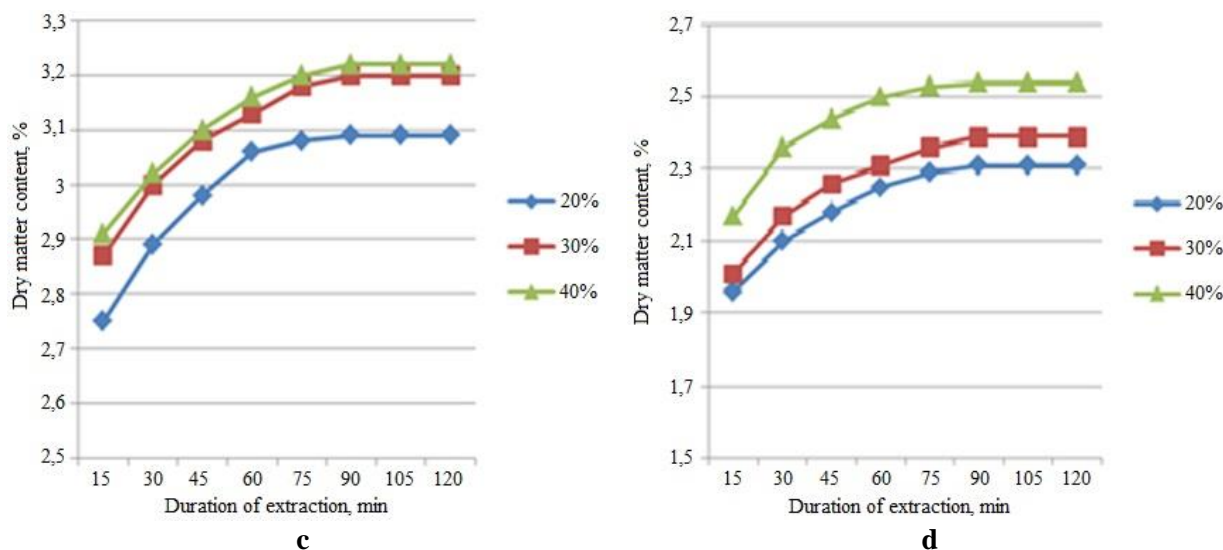 3,3
3,2
3,1
3
2,9
2,8
2,7
2,6
2,5
Dry matter content, %
15 30 45 60 75 90 105 120
Duration of extraction, min
20%
30%
40%
c
2,7
2,5
2,3
2,1
1,9
1,7
1,5
Dry matter content, %
15 30 45 60 75 90 105 120
Duration of extraction, min
20%
30%
40%
d